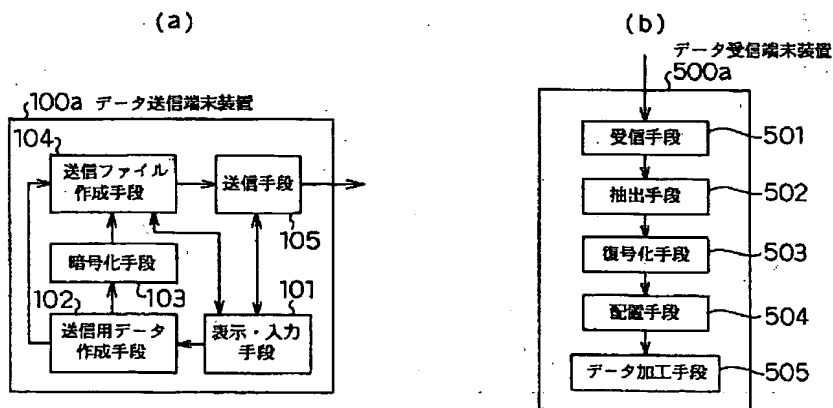 (a)
100a データ送信端末装置
104
送信ファイル
作成手段
送信手段
105
暗号化手段
103
102
送信用データ
作成手段
101
表示・入力
手段
(b)
データ受信端末装置
500a
受信手段
501
抽出手段
502
復号化手段
503
配置手段
504
データ加工手段
505